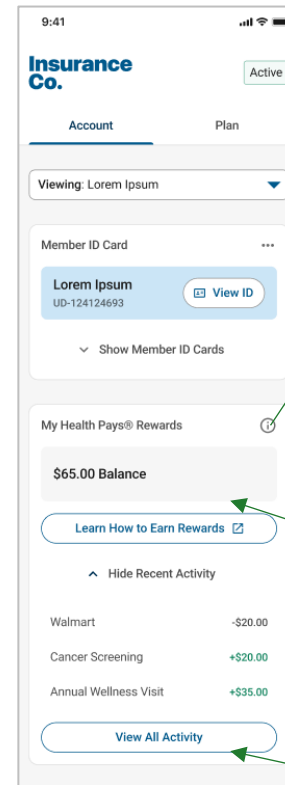 9:41
Insurance
Co.
Active
Account Plan
Viewing: Lorem Ipsum
Member ID Card
Lorem Ipsum
UD-124124693
View ID
Show Member ID Cards
My Health Pays® Rewards
$65.00 Balance
Learn How to Earn Rewards
Hide Recent Activity
Walmart -$20.00
Cancer Screening +$20.00
Annual Wellness Visit +$35.00
View All Activity